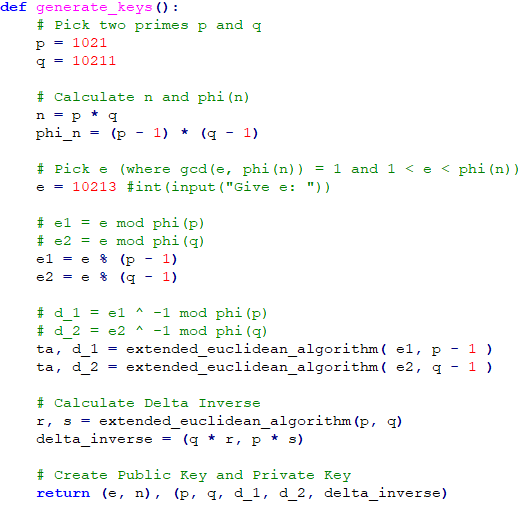 def generate_keys():
    # Pick two primes p and q
    p = 1021
    q = 10211

    # Calculate n and phi(n)
    n = p * q
    phi_n = (p - 1) * (q - 1)

    # Pick e (where gcd(e, phi(n)) = 1 and 1 < e < phi(n))
    e = 10213 #int(input("Give e: "))

    # e1 = e mod phi(p)
    # e2 = e mod phi(q)
    e1 = e % (p - 1)
    e2 = e % (q - 1)

    # d_1 = e1 ^ -1 mod phi(p)
    # d_2 = e2 ^ -1 mod phi(q)
    ta, d_1 = extended_euclidean_algorithm( e1, p - 1 )
    ta, d_2 = extended_euclidean_algorithm( e2, q - 1 )

    # Calculate Delta Inverse
    r, s = extended_euclidean_algorithm(p, q)
    delta_inverse = (q * r, p * s)

    # Create Public Key and Private Key
    return (e, n), (p, q, d_1, d_2, delta_inverse)